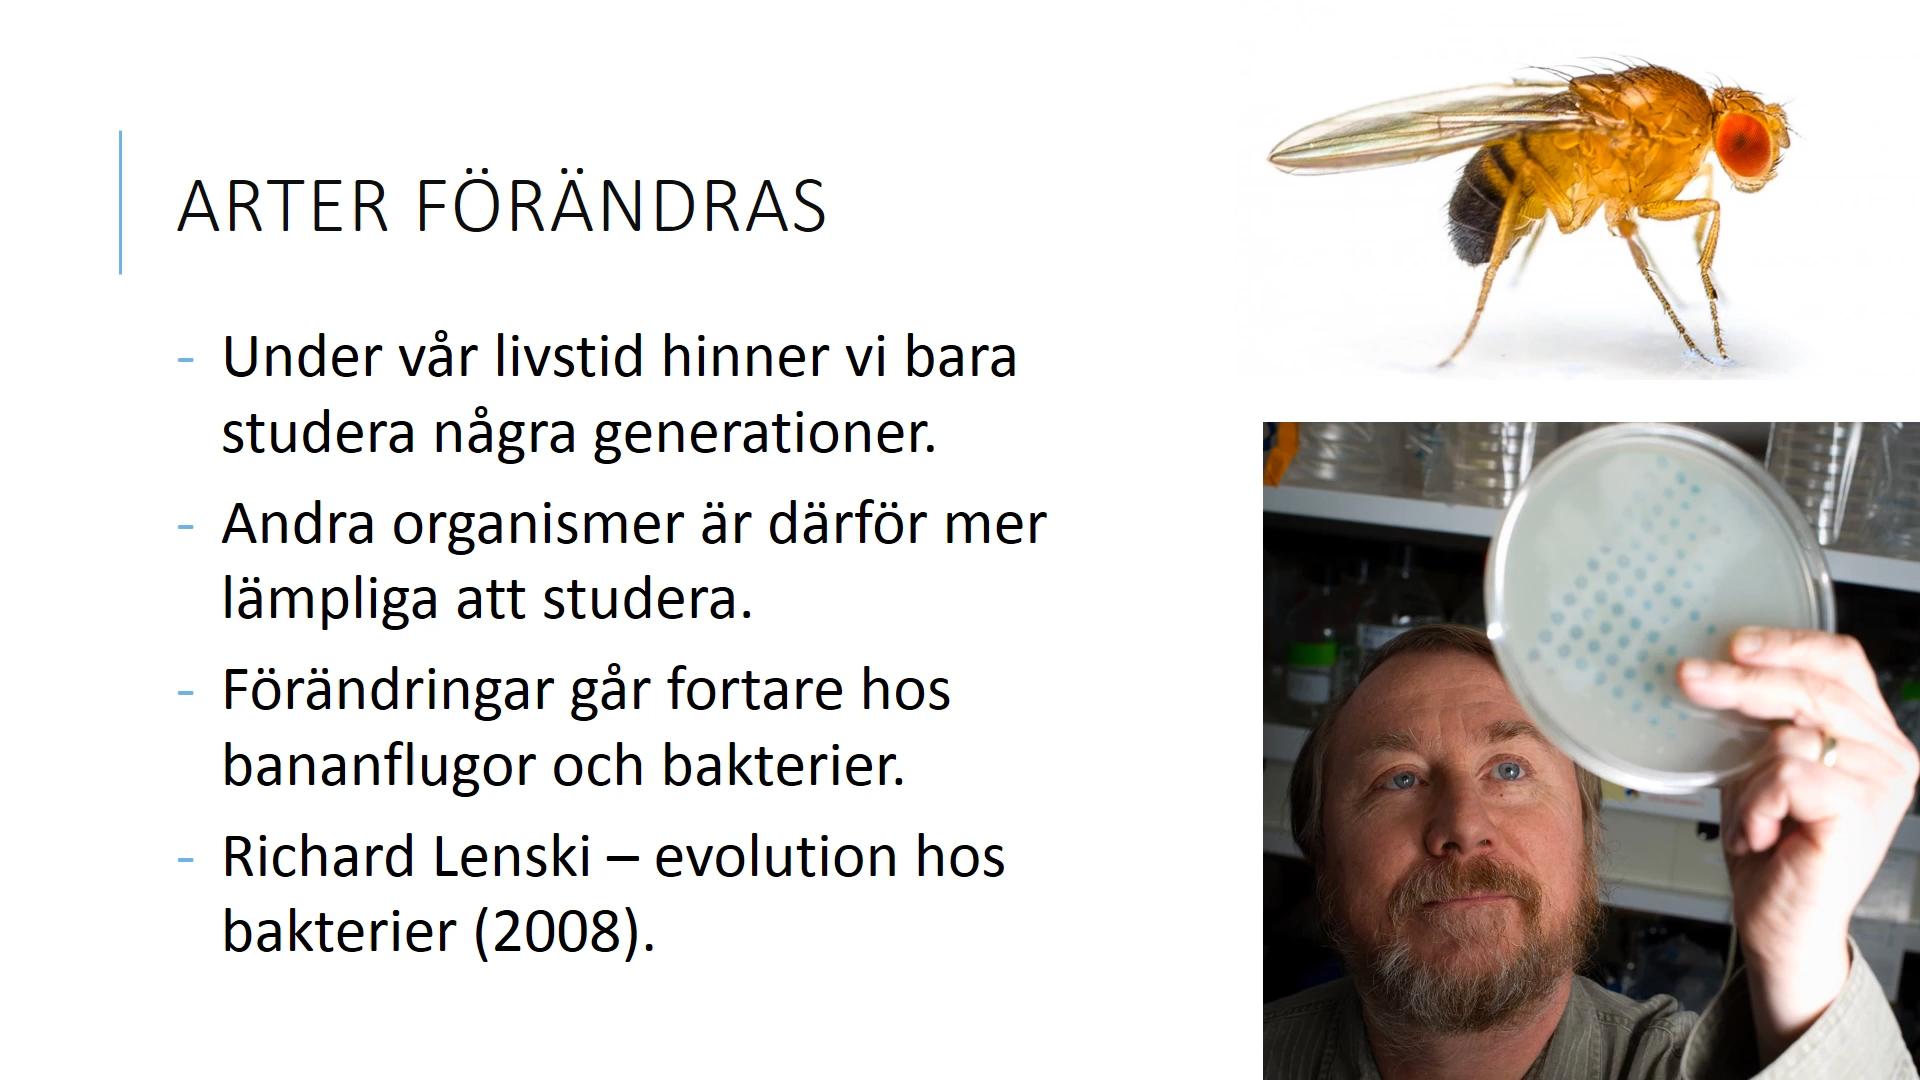 ARTER FÖRÄNDRAS
- Under vår livstid hinner vi bara
studera några generationer.
- Andra organismer är därför mer
lämpliga att studera.
- Förändringar går fortare hos
bananflugor och bakterier.
- Richard Lenski – evolution hos
bakterier (2008).